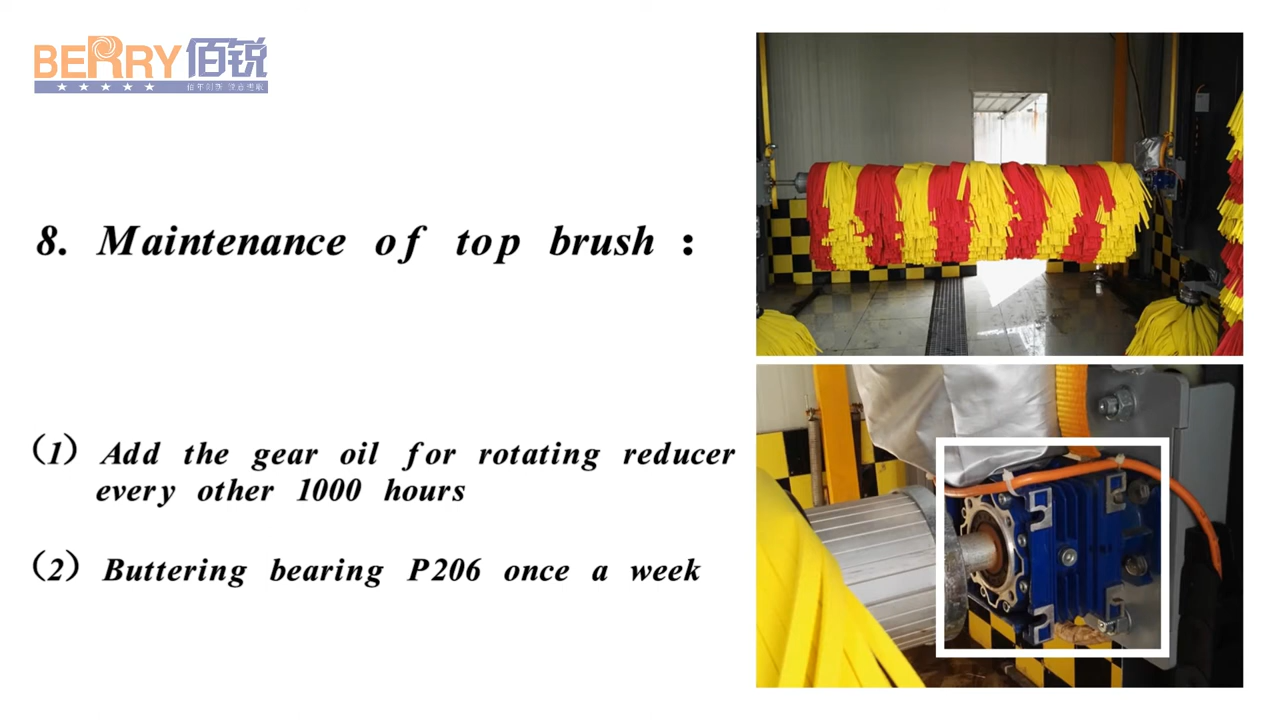 BERRY佰锐
8. Maintenance of top brush：
（1） Add the gear oil for rotating reducer
every other 1000 hours
（2） Buttering bearing P206 once a week